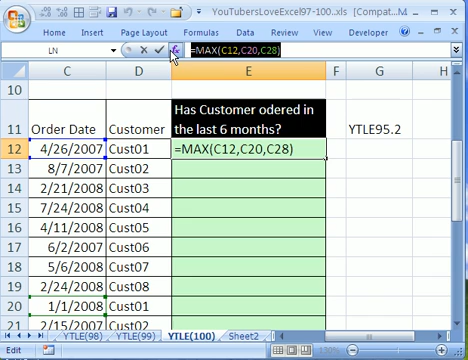 YouTubersLoveExcel97-100..xls [Compat...
Home Insert Page Layout Formulas
LN =MAX(C12,C20,C28)
C D E F G H
10
11 Order Date Customer Has Customer odered in
the last 6 months? YTLE95.2
12 4/26/2007 Cust01 =MAX(C12,C20,C28)
13 8/7/2007 Cust02
14 2/21/2008 Cust03
15 7/24/2008 Cust04
16 4/11/2008 Cust05
17 6/2/2007 Cust06
18 5/6/2008 Cust07
19 2/24/2008 Cust08
20 1/1/2008 Cust01
21 2/15/2007 Cust02
YTLE(98) YTLE(99) YTLE(100) Sheet2
Edit 130%